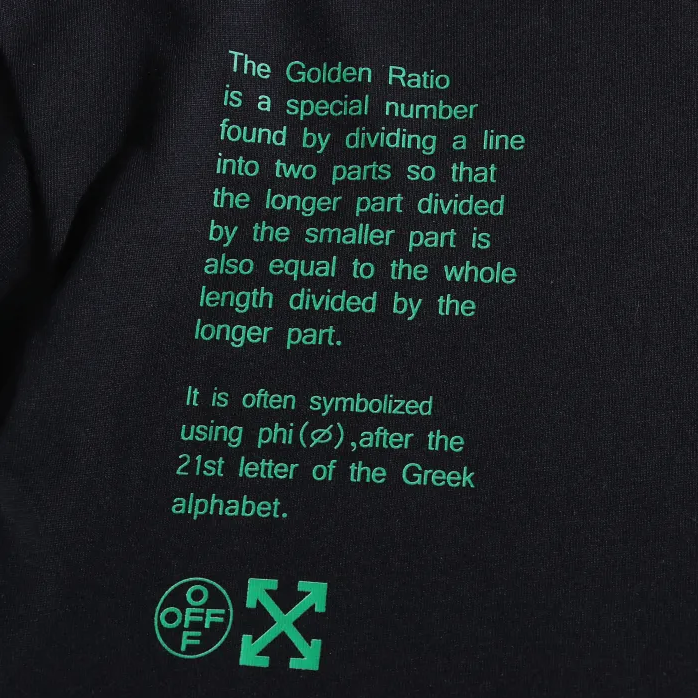 The Golden Ratio
is a special number
found by dividing a line
into two parts so that
the longer part divided
by the smaller part is
also equal to the whole
length divided by the
longer part.
It is often symbolized
using phi(∅),after the
21st letter of the Greek
alphabet.
O
OFF
F